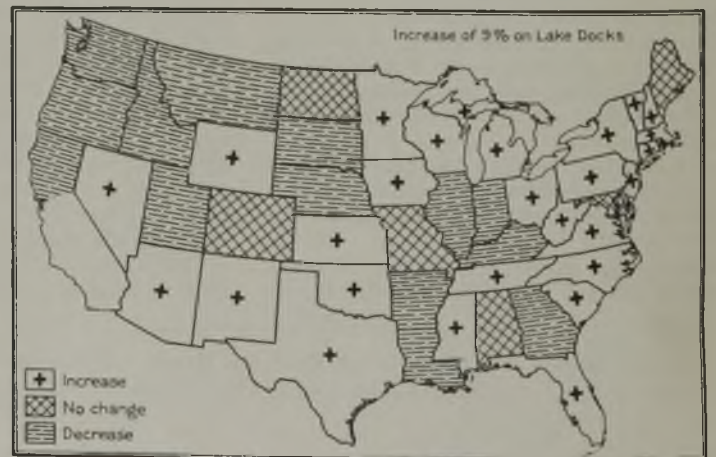 Increase of 9% on Lake Docks
Increase
No change
Decrease